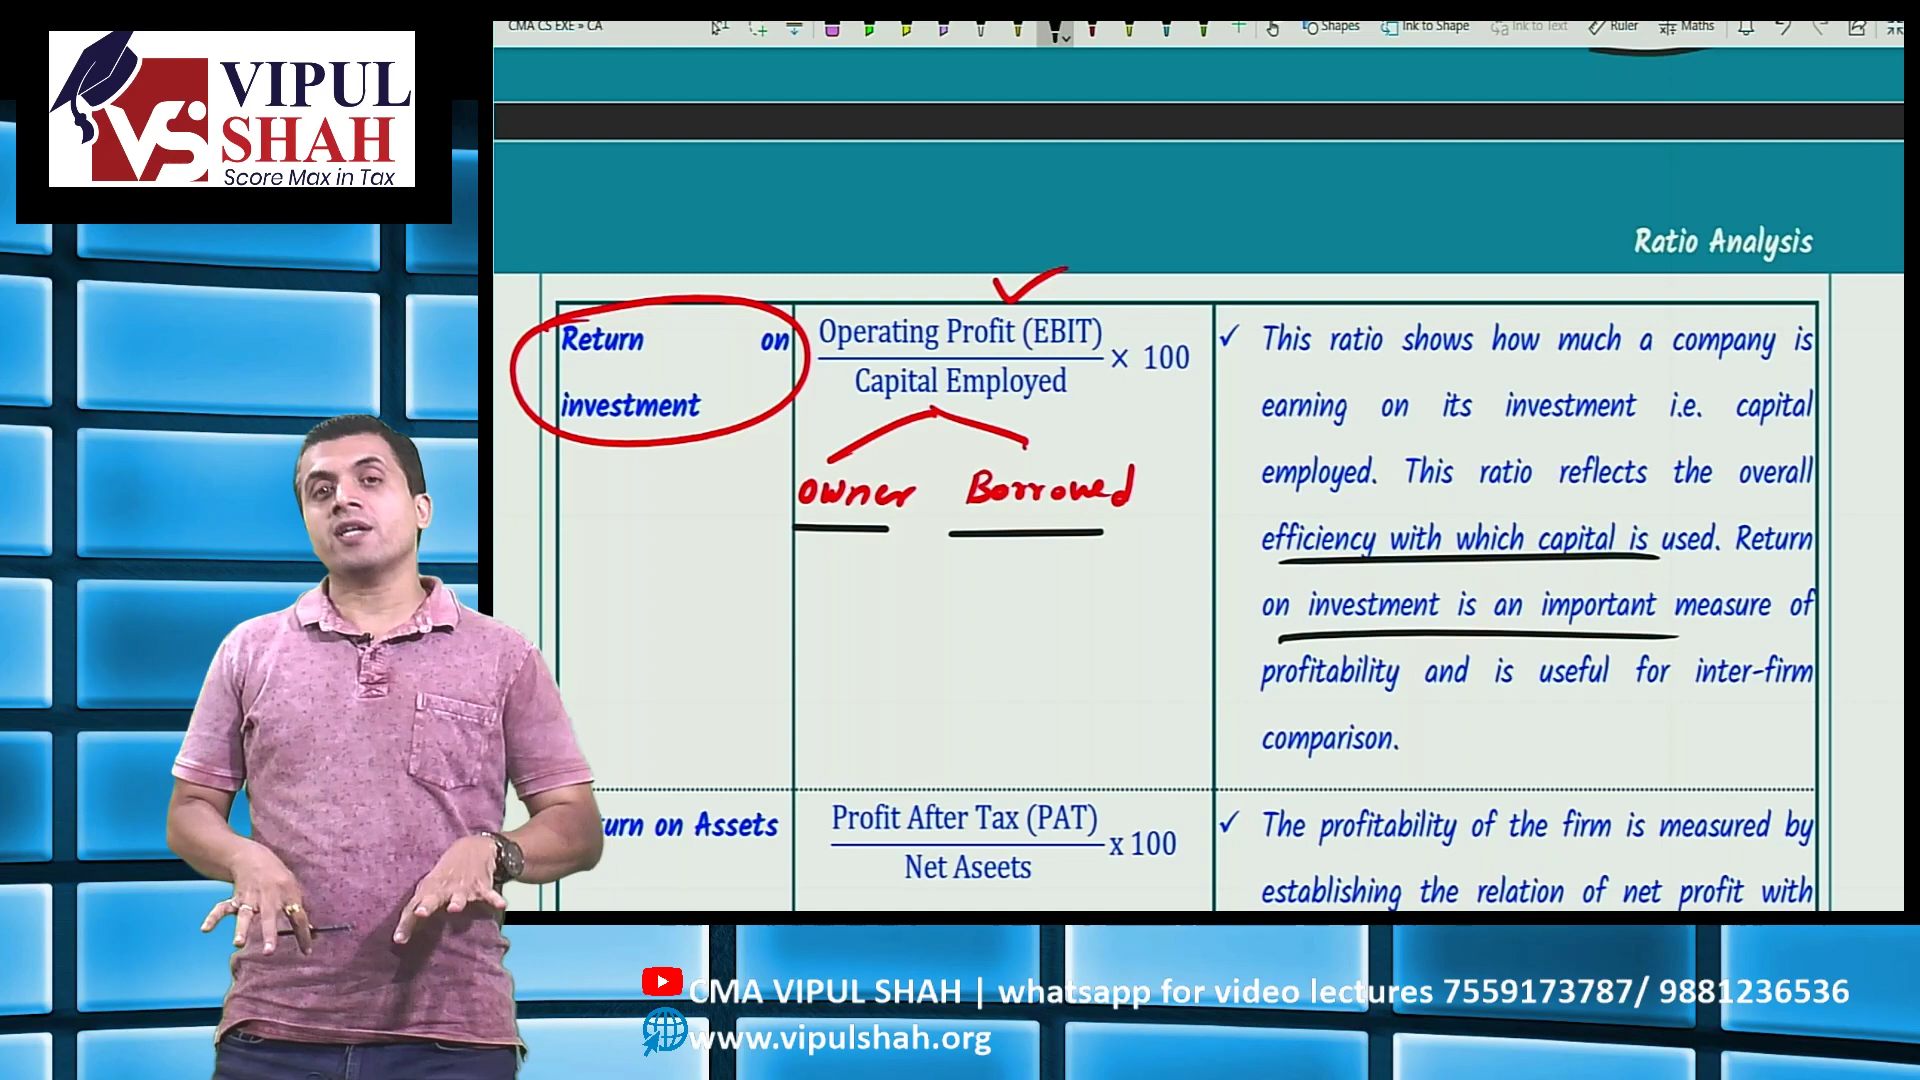 CMA CS EXE » CA
Shapes
Ink to Shape
Ink to Text
Ruler
Maths
VIPUL
SHAH
VS
Score Max in Tax
Ratio Analysis
Return on
investment
Operating Profit (EBIT)
Capital Employed
× 100
owner Borrowed
✓ This ratio shows how much a company is
earning on its investment i.e. capital
employed. This ratio reflects the overall
efficiency with which capital is used. Return
on investment is an important measure of
profitability and is useful for inter-firm
comparison.
urn on Assets
Profit After Tax (PAT)
Net Aseets
x 100
✓ The profitability of the firm is measured by
establishing the relation of net profit with
CMA VIPUL SHAH | whatsapp for video lectures 7559173787/ 9881236536
www.vipulshah.org